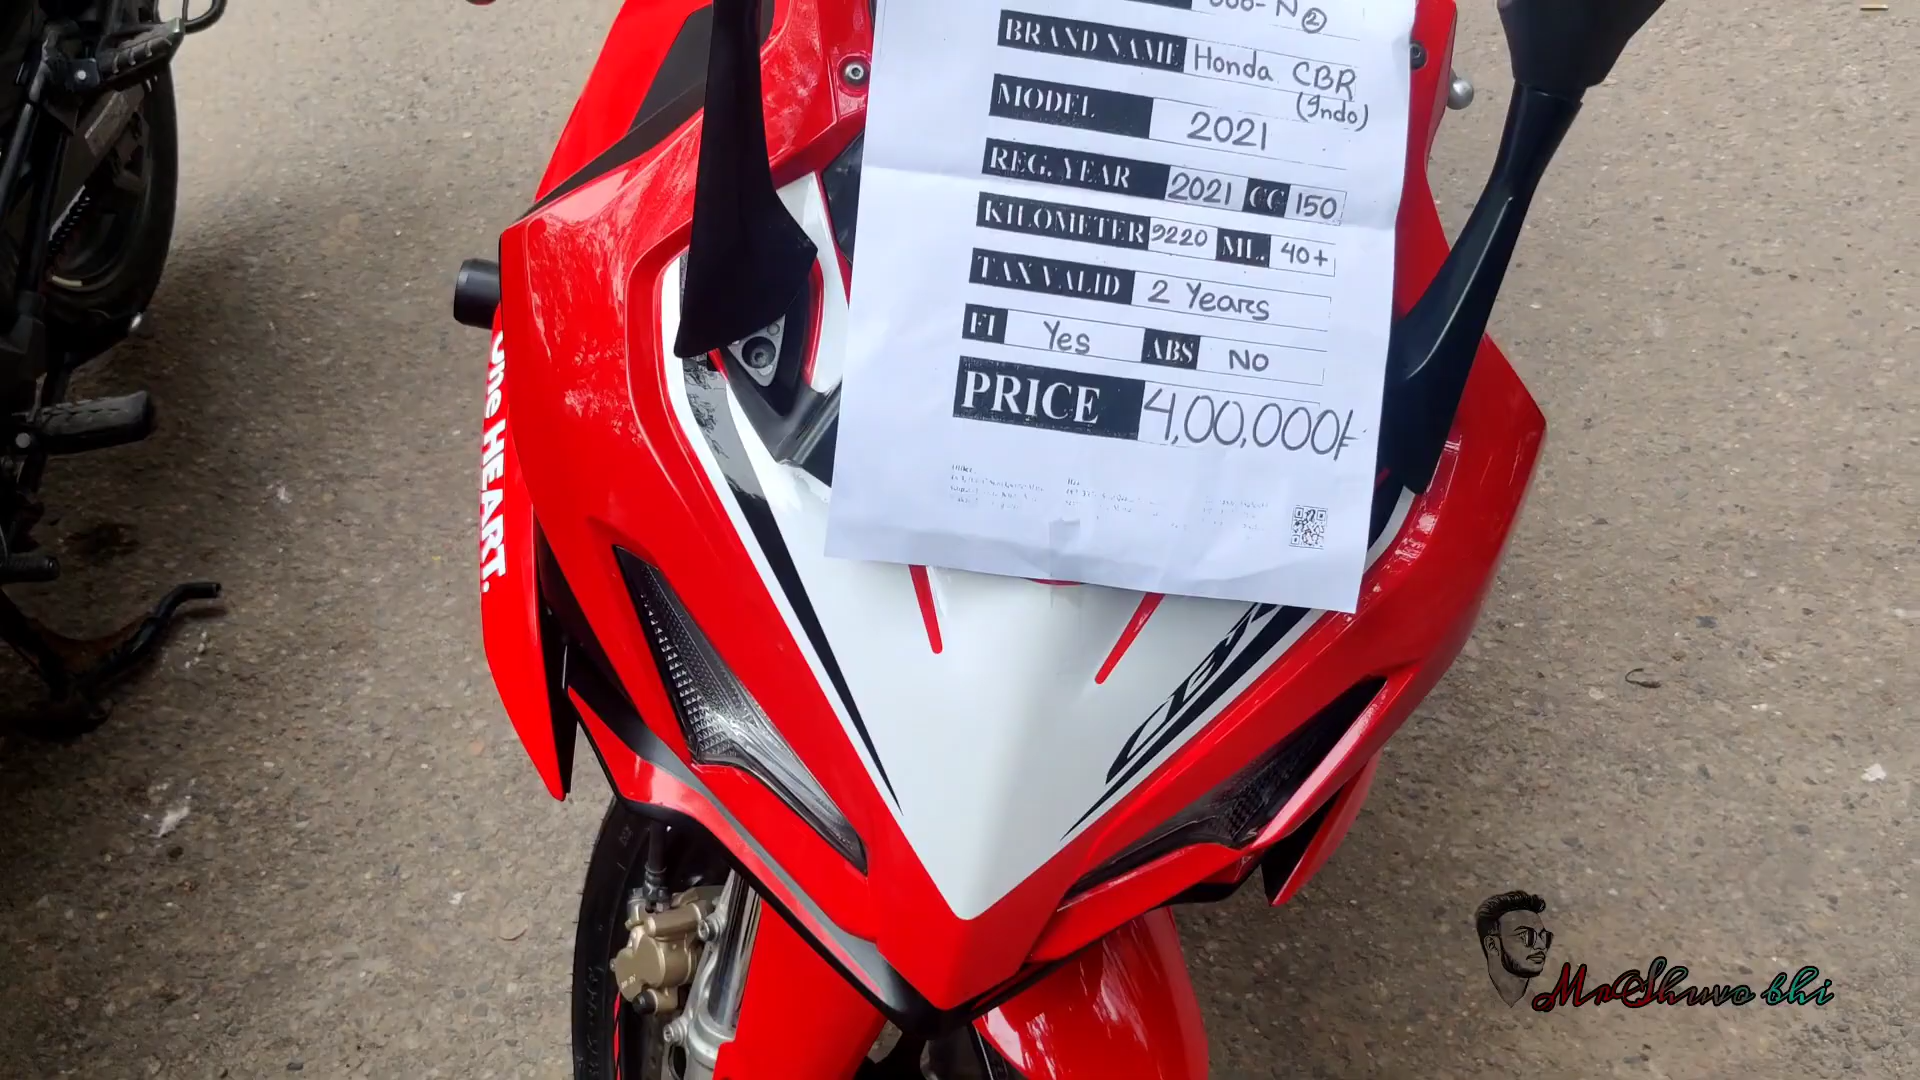 BRAND NAME Honda CBR
(Indo)
MODEL 2021
REG. YEAR 2021 CC 150
KILOMETER 9220 ML. 40+
TAX VALID 2 Years
FI Yes ABS NO
PRICE 4,00,000/-
one HEART.
CBR
MrShuvo bhi